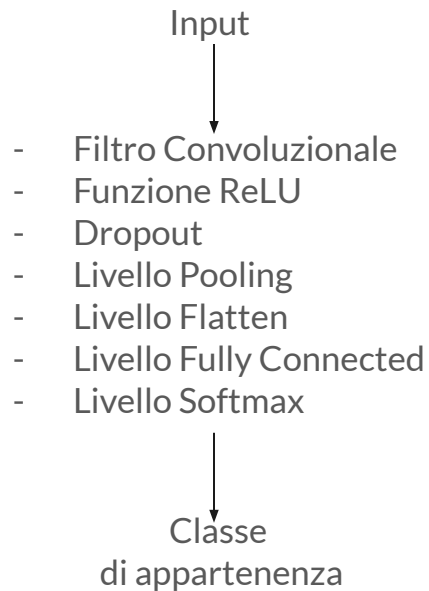 Input
- Filtro Convoluzionale
- Funzione ReLU
- Dropout
- Livello Pooling
- Livello Flatten
- Livello Fully Connected
- Livello Softmax
Classe
di appartenenza